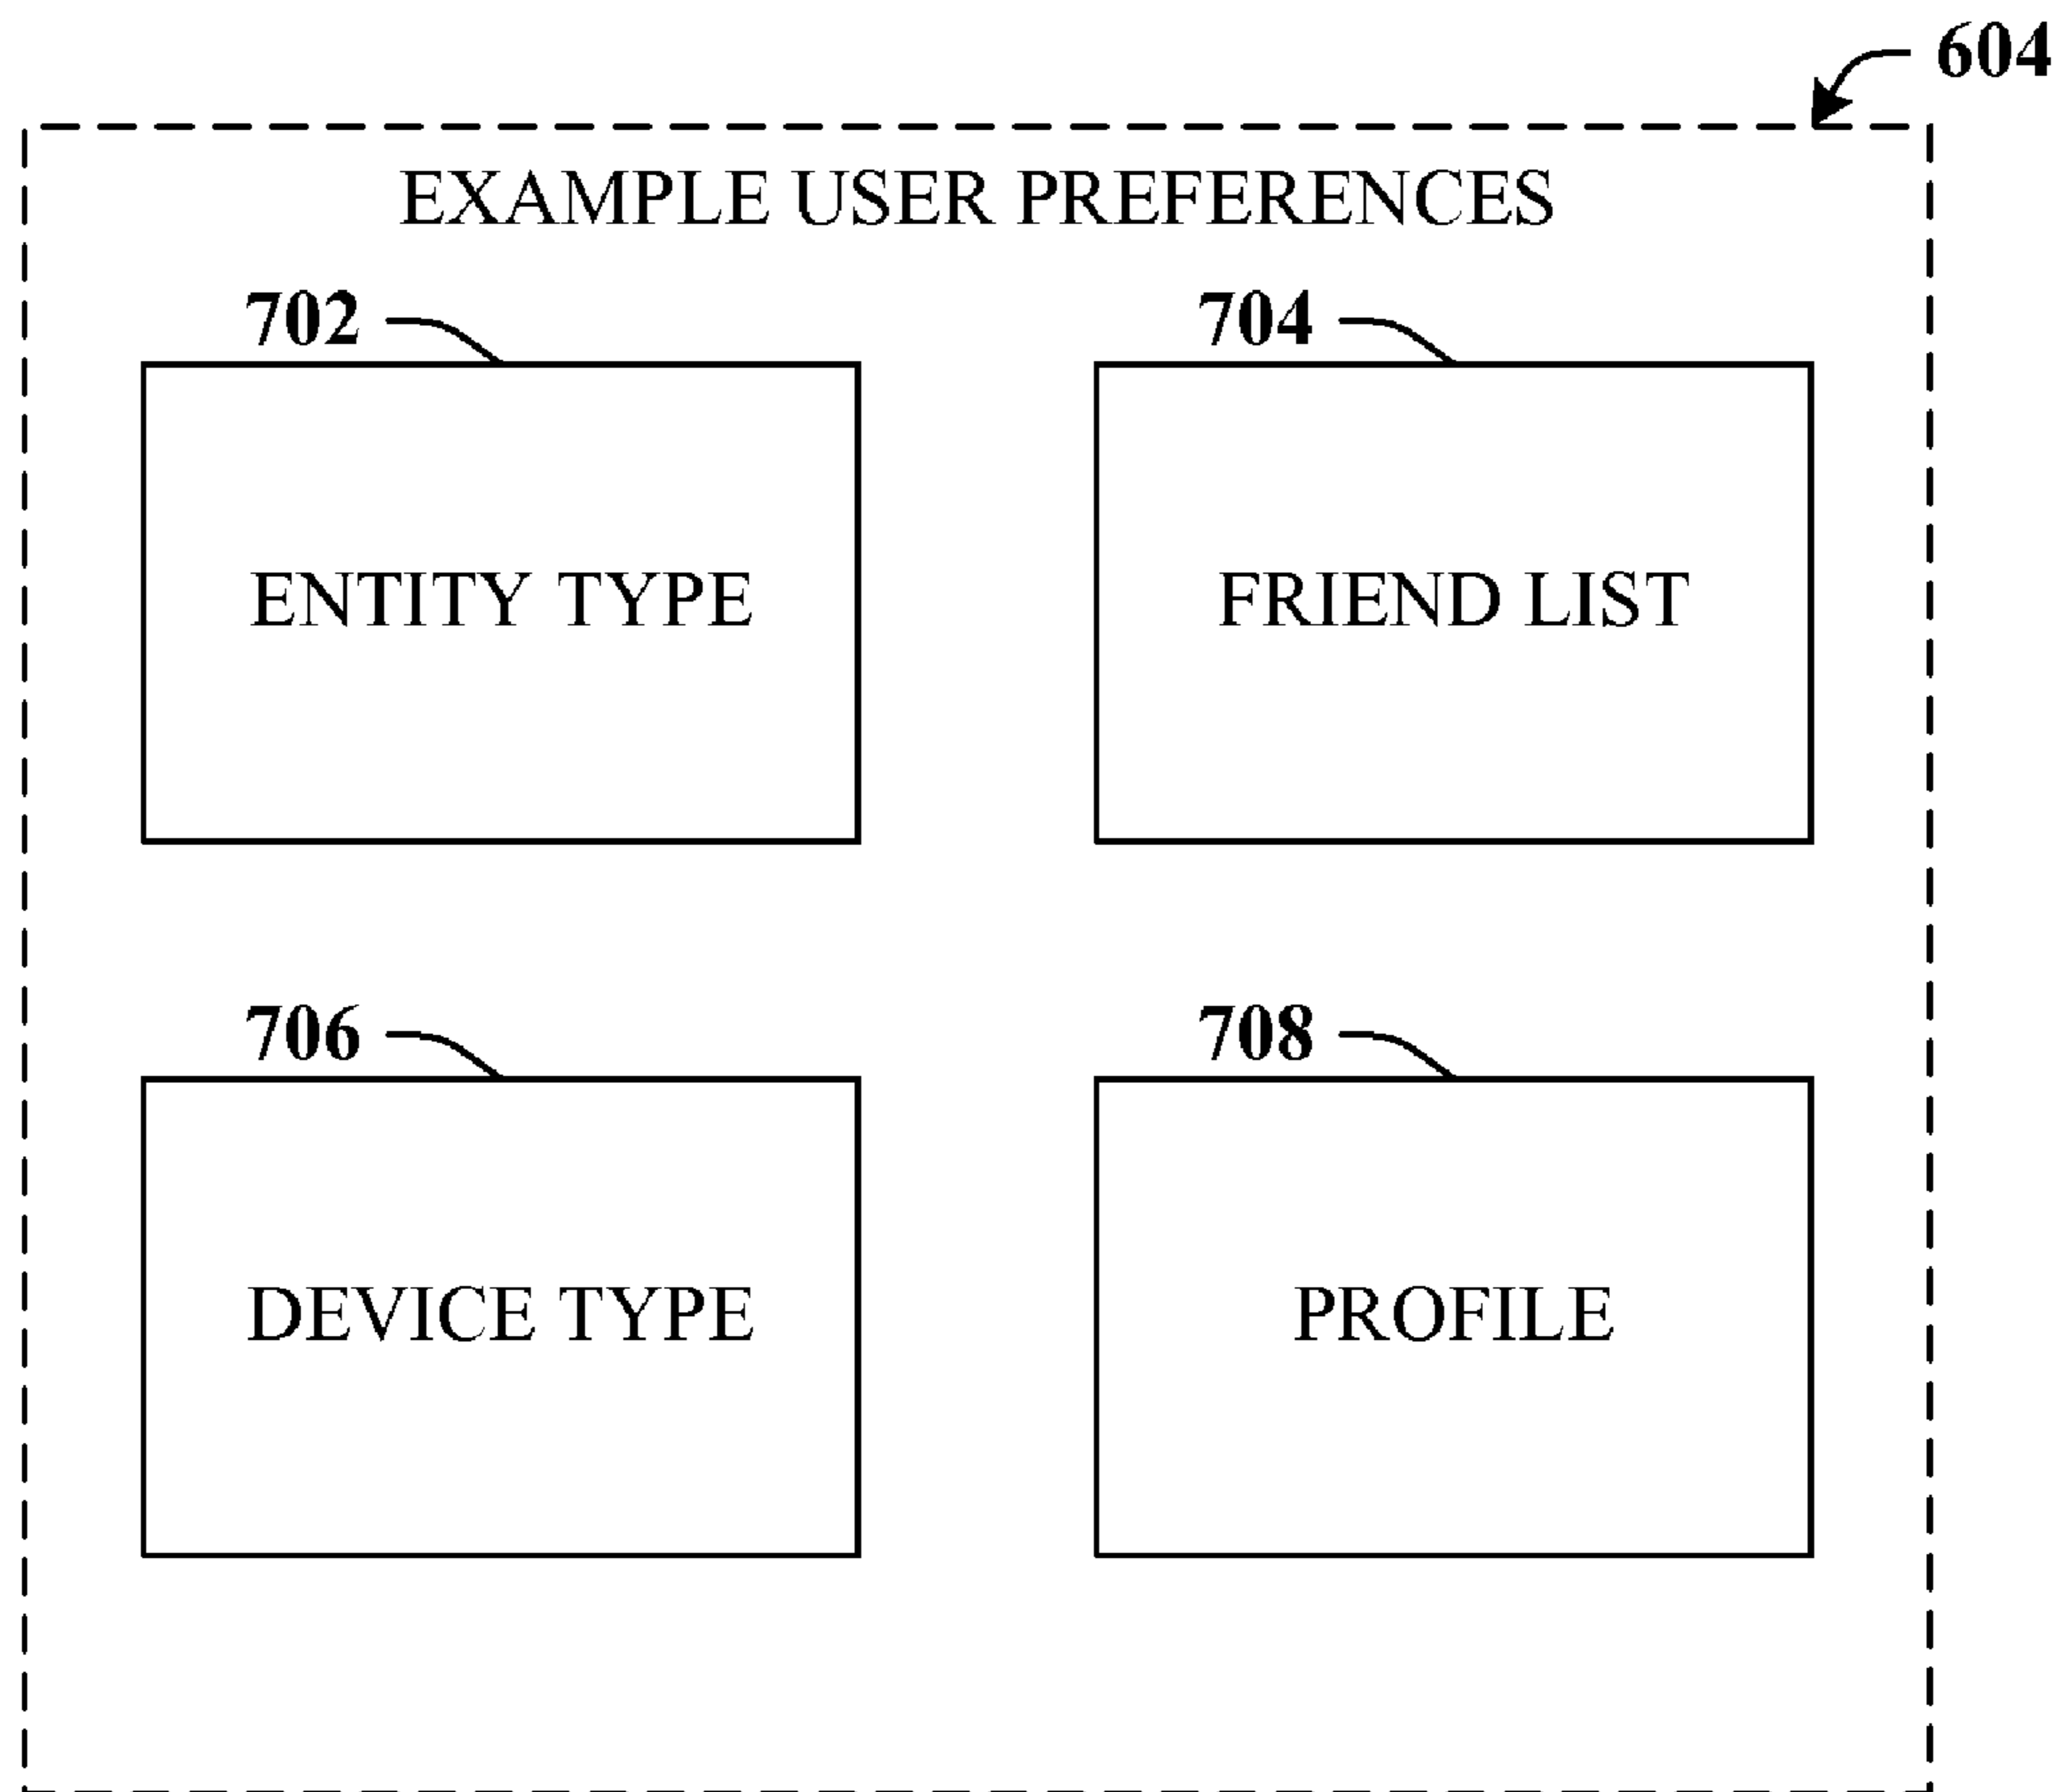 604
EXAMPLE USER PREFERENCES
702
704
ENTITY TYPE
FRIEND LIST
706
708
DEVICE TYPE
PROFILE